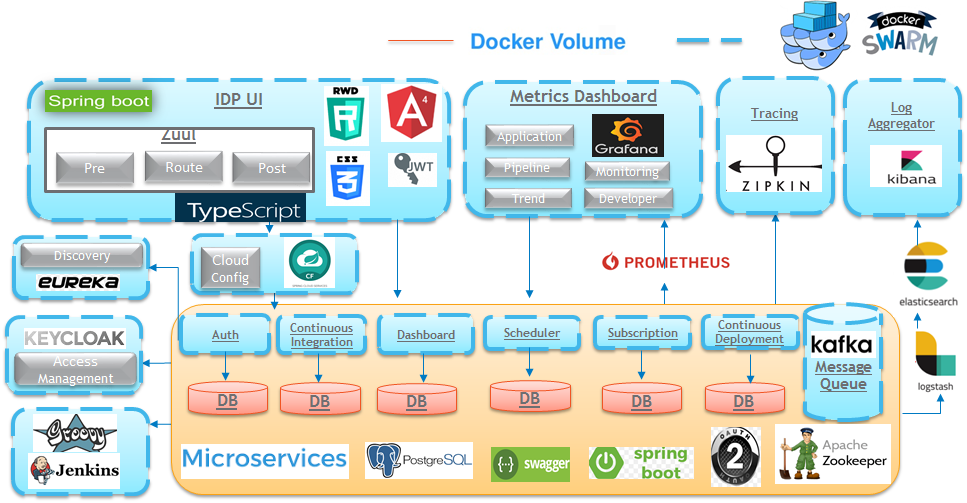 Docker Volume
docker
SWARM
Spring boot
IDP UI
RWD
4
Zuul
Pre
Route
Post
CSS
JWT
TypeScript
Metrics Dashboard
Application
Pipeline
Trend
Grafana
Monitoring
Developer
Tracing
ZIPKIN
Log
Aggregator
kibana
Discovery
eureka
Cloud
Config
CF
PROMETHEUS
elasticsearch
logstash
KEYCLOAK
Access
Management
Groovy
Jenkins
Auth
Continuous
Integration
Dashboard
Scheduler
Subscription
Continuous
Deployment
kafka
Message
Queue
DB
DB
DB
DB
DB
DB
Microservices
PostgreSQL
swagger
spring
boot
OAUTH
2
Apache
Zookeeper